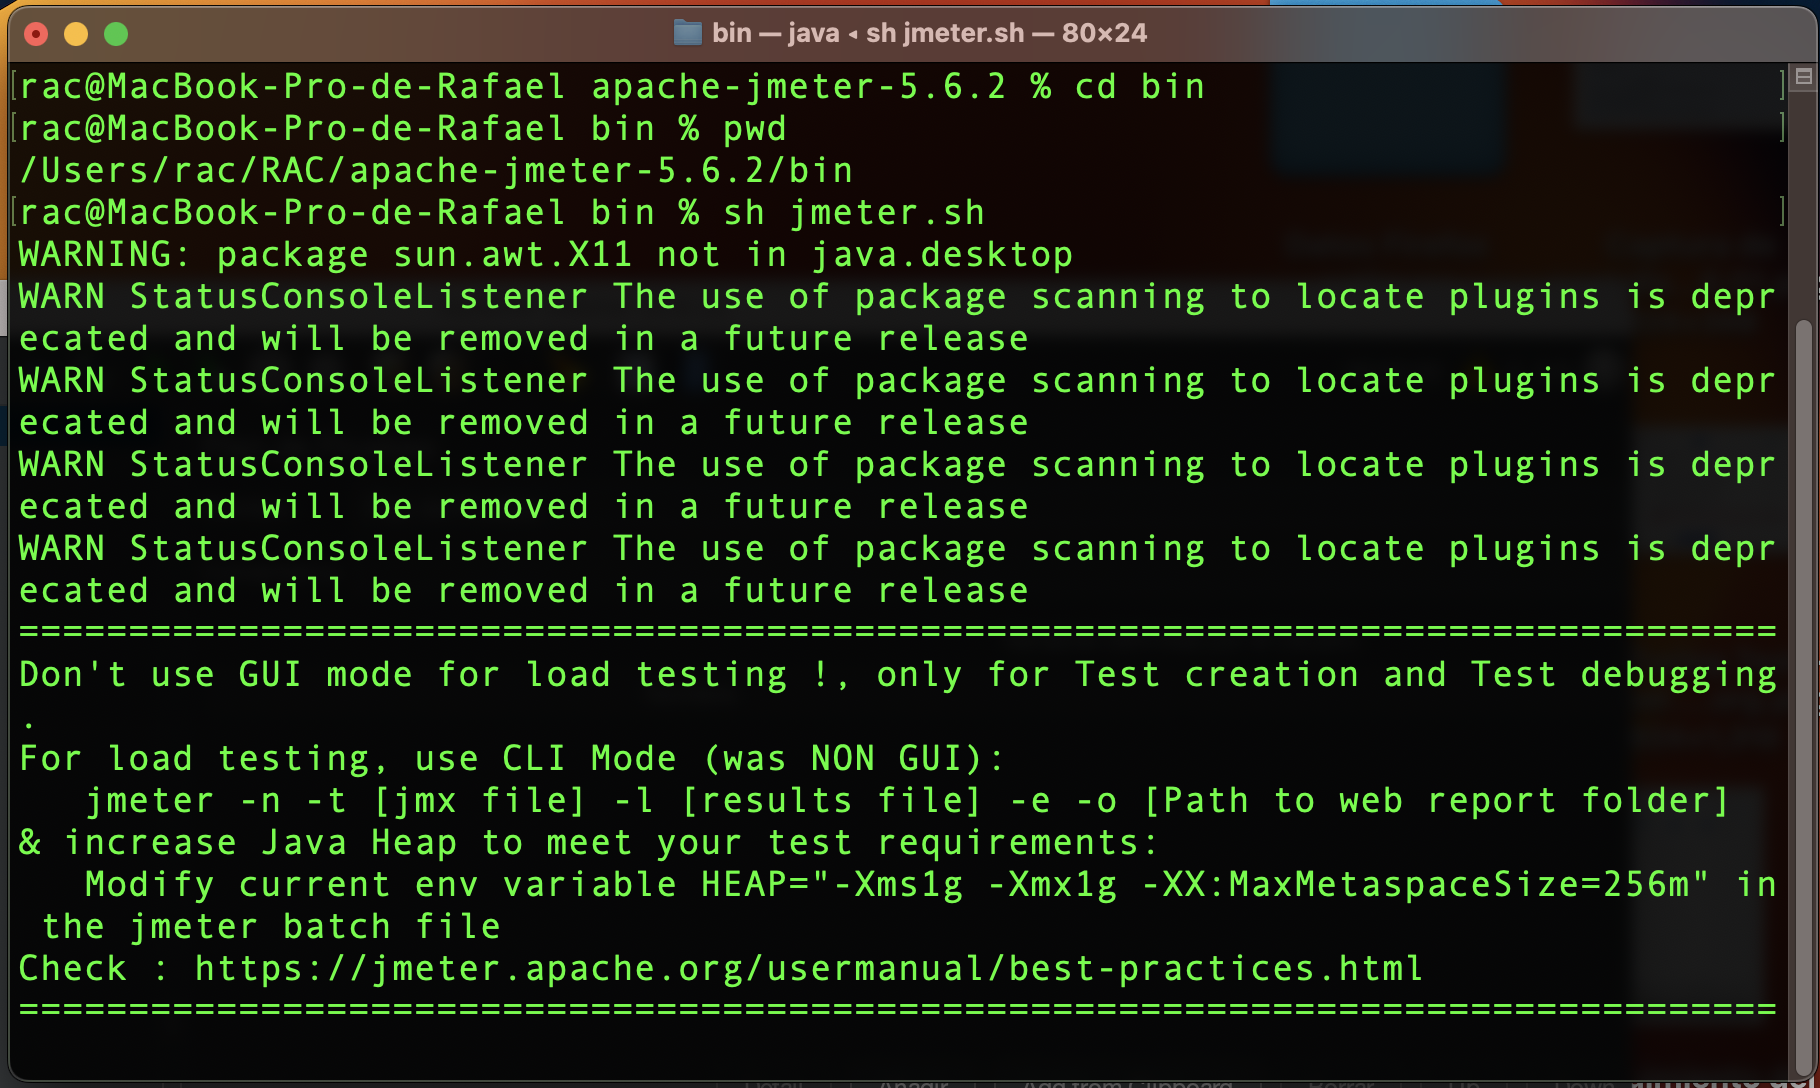 bin — java ◂ sh jmeter.sh — 80×24
[rac@MacBook-Pro-de-Rafael apache-jmeter-5.6.2 % cd bin ]
[rac@MacBook-Pro-de-Rafael bin % pwd ]
/Users/rac/RAC/apache-jmeter-5.6.2/bin
[rac@MacBook-Pro-de-Rafael bin % sh jmeter.sh ]
WARNING: package sun.awt.X11 not in java.desktop
WARN StatusConsoleListener The use of package scanning to locate plugins is depr
ecated and will be removed in a future release
WARN StatusConsoleListener The use of package scanning to locate plugins is depr
ecated and will be removed in a future release
WARN StatusConsoleListener The use of package scanning to locate plugins is depr
ecated and will be removed in a future release
WARN StatusConsoleListener The use of package scanning to locate plugins is depr
ecated and will be removed in a future release
================================================================================
Don't use GUI mode for load testing !, only for Test creation and Test debugging
.
For load testing, use CLI Mode (was NON GUI):
   jmeter -n -t [jmx file] -l [results file] -e -o [Path to web report folder]
& increase Java Heap to meet your test requirements:
   Modify current env variable HEAP="-Xms1g -Xmx1g -XX:MaxMetaspaceSize=256m" in
 the jmeter batch file
Check : https://jmeter.apache.org/usermanual/best-practices.html
================================================================================